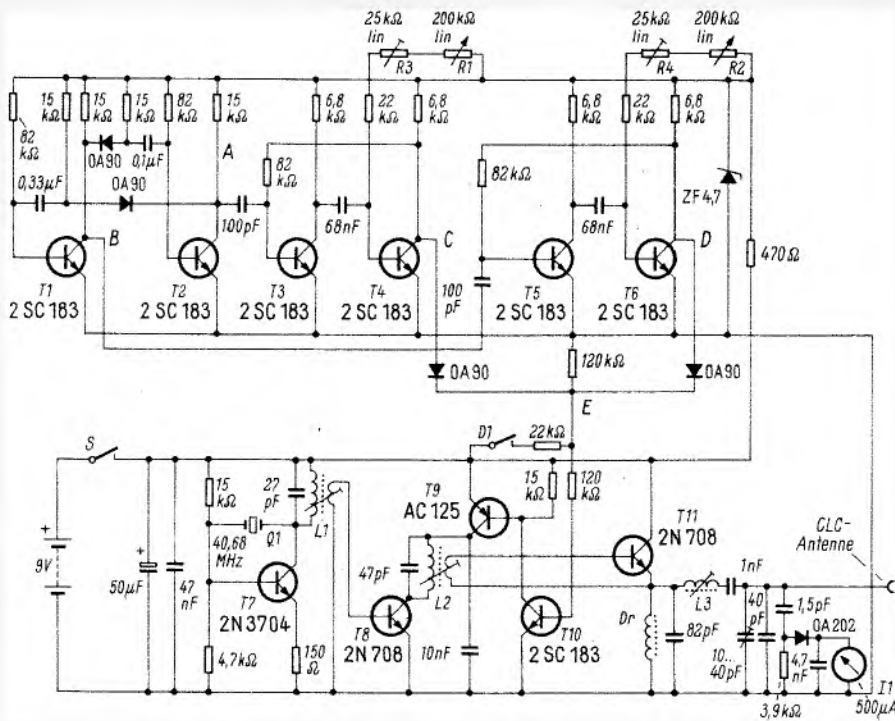 25kΩ
lin
200kΩ
lin
25kΩ
lin
200kΩ
lin
R3
R1
R4
R2
15
kΩ
15
kΩ
15
kΩ
82
kΩ
15
kΩ
6,8
kΩ
22
kΩ
6,8
kΩ
6,8
kΩ
22
kΩ
6,8
kΩ
82
kΩ
OA90
0,1µF
A
82
kΩ
82kΩ
ZF 4,7
0,33µF
OA90
100pF
68nF
68nF
B
C
D
470Ω
T1
2 SC 183
T2
2 SC 183
T3
2 SC 183
T4
2 SC 183
100
pF
T5
2 SC 183
T6
2 SC 183
OA90
120kΩ
OA90
E
S
D1
22kΩ
15
kΩ
27
pF
L1
T9
AC 125
15
kΩ
120
kΩ
T11
2N 708
CLC-
Antenne
Q1
40,68
MHz
9V
50µF
47
nF
T7
2N 3704
47pF
L2
1nF
L3
T8
2N 708
10nF
T10
2 SC 183
Dr
82pF
40
pF
1,5pF
OA 202
4,7kΩ
150
Ω
10...
40pF
4,7
nF
3,9kΩ
I1
500µA